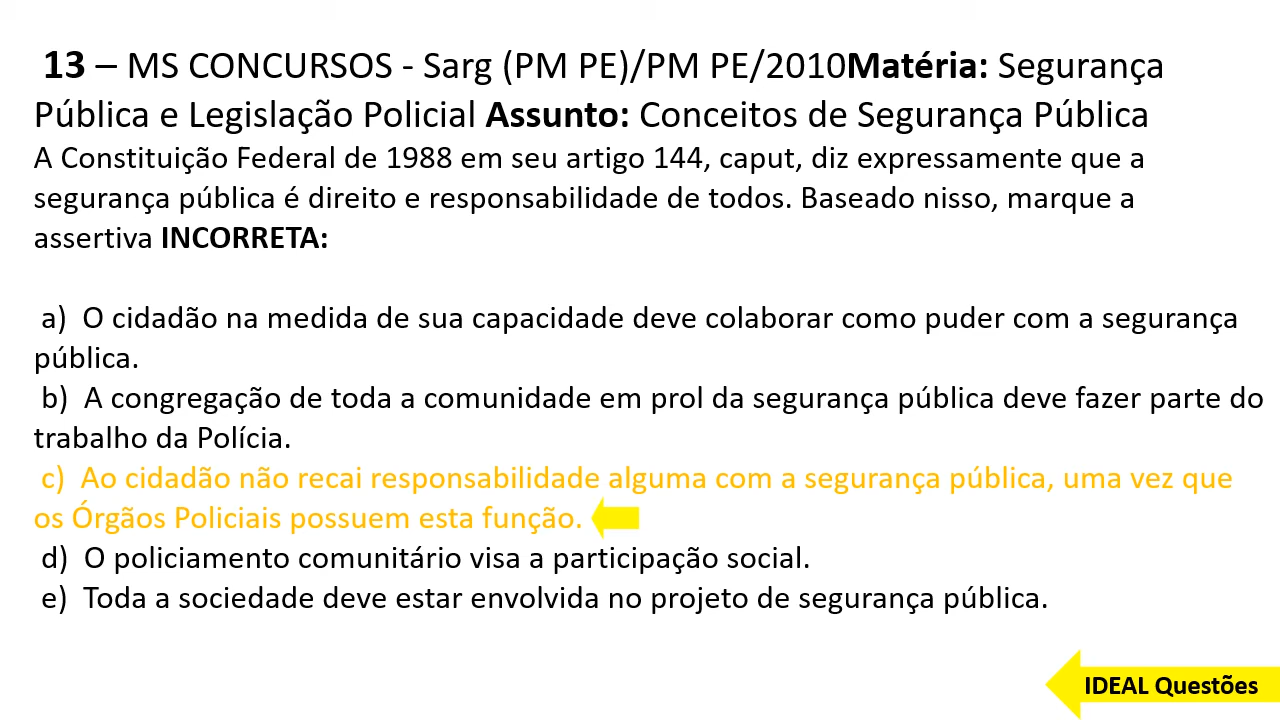 13 – MS CONCURSOS - Sarg (PM PE)/PM PE/2010Matéria: Segurança
Pública e Legislação Policial Assunto: Conceitos de Segurança Pública
A Constituição Federal de 1988 em seu artigo 144, caput, diz expressamente que a
segurança pública é direito e responsabilidade de todos. Baseado nisso, marque a
assertiva INCORRETA:
a) O cidadão na medida de sua capacidade deve colaborar como puder com a segurança
pública.
b) A congregação de toda a comunidade em prol da segurança pública deve fazer parte do
trabalho da Polícia.
c) Ao cidadão não recai responsabilidade alguma com a segurança pública, uma vez que
os Órgãos Policiais possuem esta função.
d) O policiamento comunitário visa a participação social.
e) Toda a sociedade deve estar envolvida no projeto de segurança pública.
IDEAL Questões